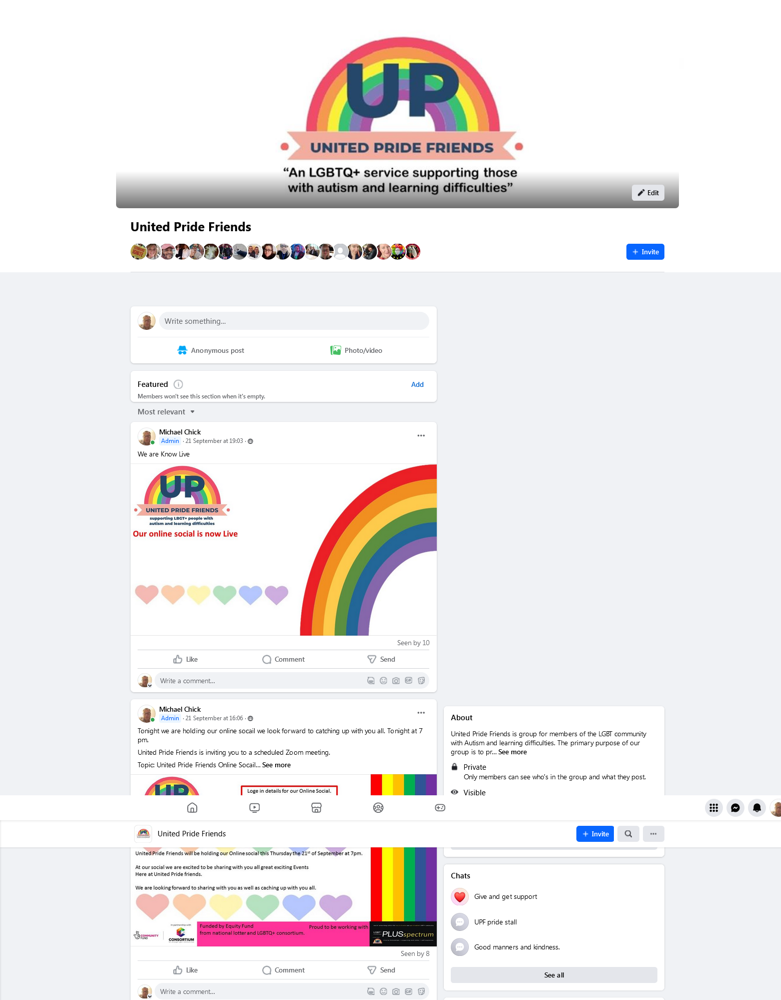 UP
UNITED PRIDE FRIENDS
“An LGBTQ+ service supporting those
with autism and learning difficulties”
Edit
United Pride Friends
Invite
Write something...
Anonymous post
Photo/video
Featured
Add
Members won't see this section when it's empty.
Most relevant
Michael Chick
Admin · 21 September at 19:03 ·
We are Know Live
UP
UNITED PRIDE FRIENDS
supporting LBGT+ people with
autism and learning difficulties
Our online social is now Live
Seen by 10
Like
Comment
Send
Write a comment...
Michael Chick
Admin · 21 September at 16:06 ·
Tonight we are holding our online socail we look forward to catching up with you all. Tonight at 7
pm.
United Pride Friends is inviting you to a scheduled Zoom meeting.
Topic: United Pride Friends Online Socail... See more
UP
Loge in details for our Online Social.
About
United Pride Friends is group for members of the LGBT community
with Autism and learning difficulties. The primary purpose of our
group is to pr... See more
Private
Only members can see who's in the group and what they post.
Visible
UP
United Pride Friends
Invite
United Pride Friends will be holding our Online social this Thursday the 21st of September at 7pm.
At our social we are excited to be sharing with you all great exciting Events
Here at United Pride friends.
We are looking forward to sharing with you as well as caching up with you all.
In partnership with
COMMUNITY
FUND
CONSORTIUM
Funded by Equity Fund
from national lotter and LGBTQ+ consortium.
Proud to be working with
PLUSspectrum
Seen by 8
Like
Comment
Send
Write a comment...
Chats
Give and get support
UPF pride stall
Good manners and kindness.
See all